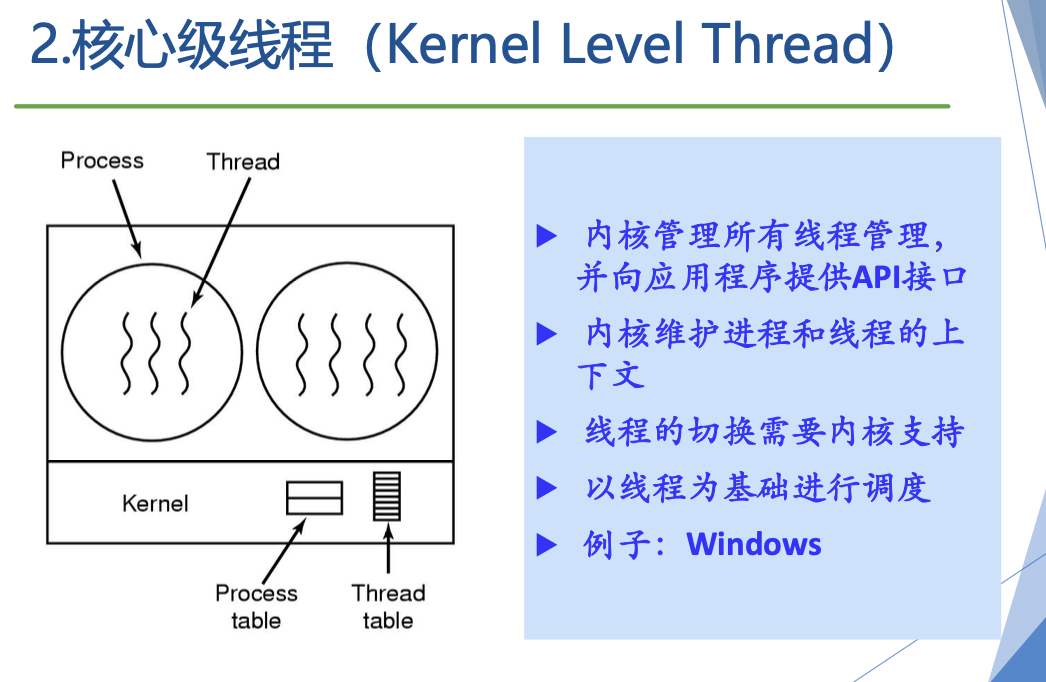 2.核心级线程（Kernel Level Thread）
Process
Thread
Kernel
Process
table
Thread
table
内核管理所有线程管理，
并向应用程序提供API接口
内核维护进程和线程的上
下文
线程的切换需要内核支持
以线程为基础进行调度
例子：Windows